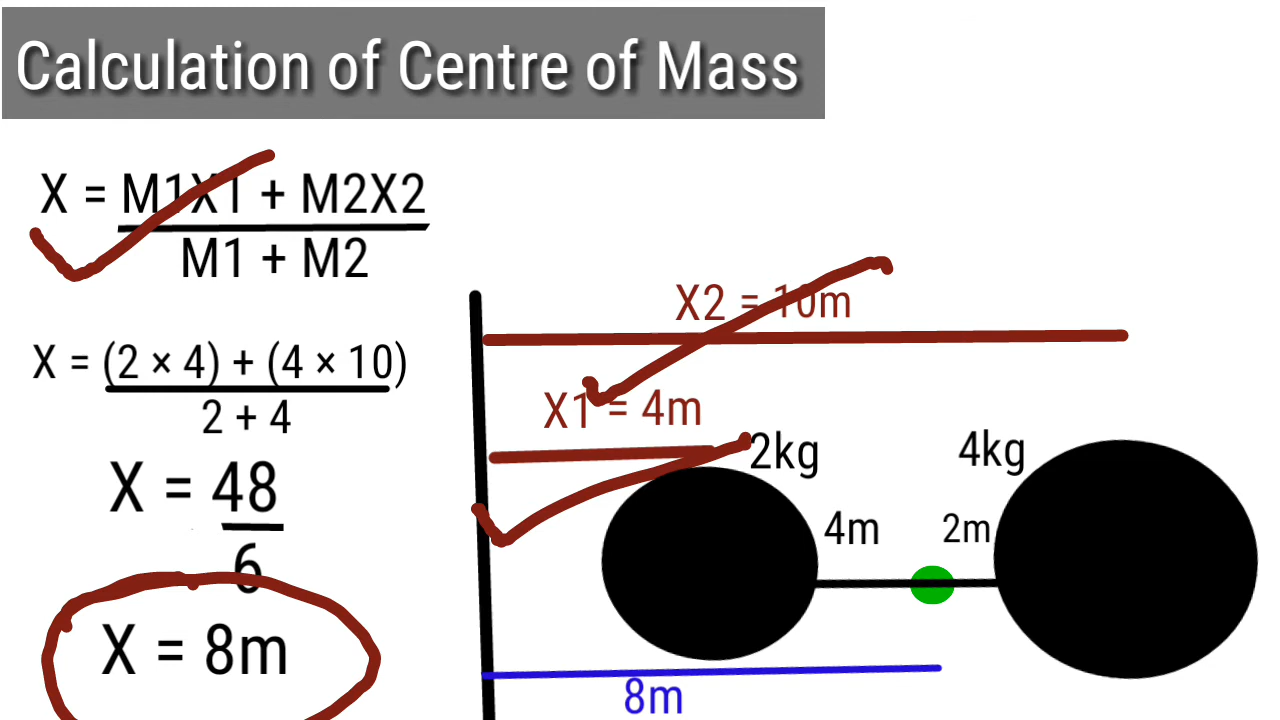 Calculation of Centre of Mass
X = M1X1 + M2X2
M1 + M2
X = (2 × 4) + (4 × 10)
2 + 4
X = 48
6
X = 8m
X2 = 10m
X1 = 4m
2kg
4kg
4m
2m
8m